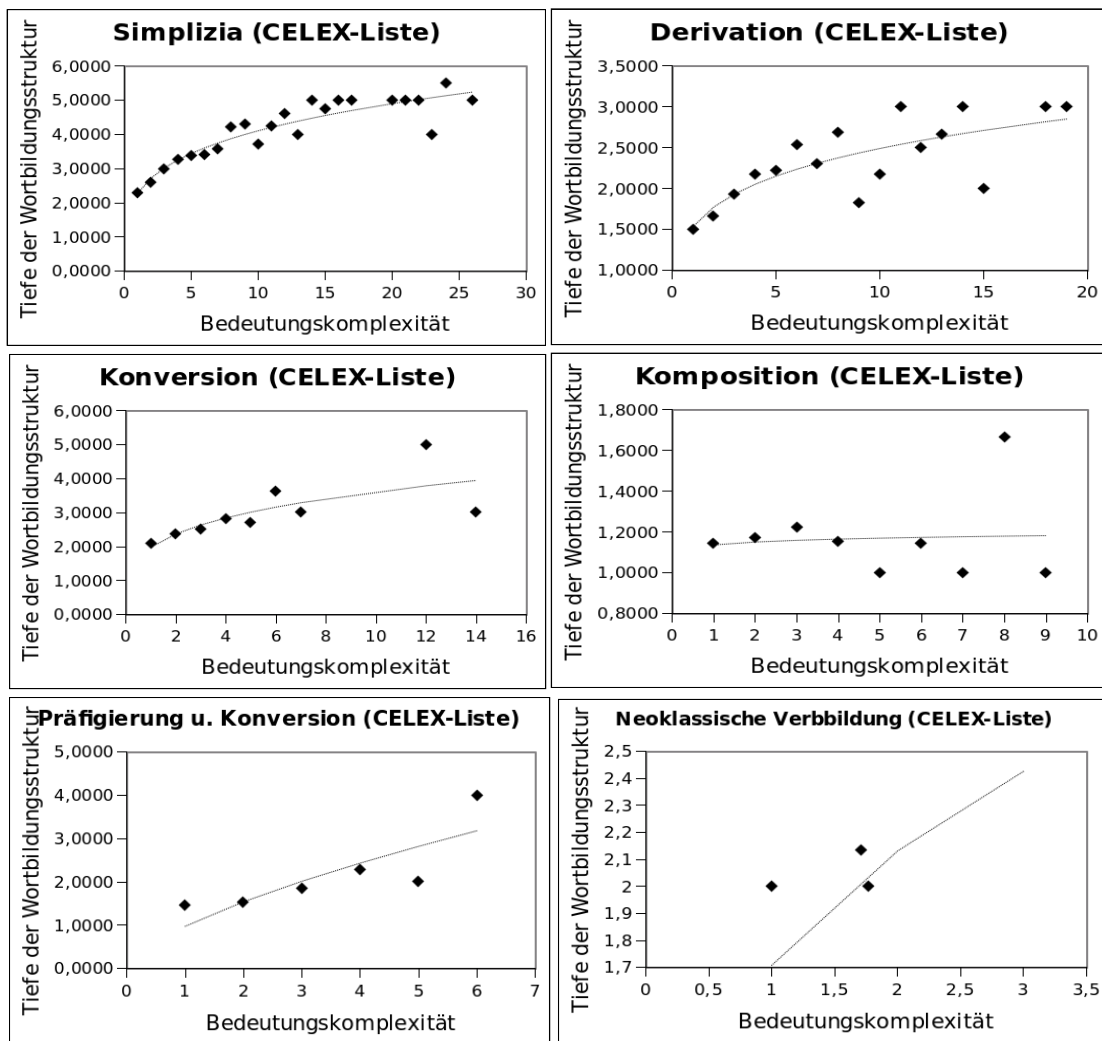 Simplizia (CELEX-Liste)
Tiefe der Wortbildungsstruktur
6,0000
5,0000
4,0000
3,0000
2,0000
1,0000
0,0000
0 5 10 15 20 25 30
Bedeutungskomplexität
Derivation (CELEX-Liste)
Tiefe der Wortbildungsstruktur
3,5000
3,0000
2,5000
2,0000
1,5000
1,0000
0 5 10 15 20
Bedeutungskomplexität
Konversion (CELEX-Liste)
Tiefe der Wortbildungsstruktur
6,0000
5,0000
4,0000
3,0000
2,0000
1,0000
0,0000
0 2 4 6 8 10 12 14 16
Bedeutungskomplexität
Komposition (CELEX-Liste)
Tiefe der Wortbildungsstruktur
1,8000
1,6000
1,4000
1,2000
1,0000
0,8000
0 1 2 3 4 5 6 7 8 9 10
Bedeutungskomplexität
Präfigierung u. Konversion (CELEX-Liste)
Tiefe der Wortbildungsstruktur
5,0000
4,0000
3,0000
2,0000
1,0000
0,0000
0 1 2 3 4 5 6 7
Bedeutungskomplexität
Neoklassische Verbbildung (CELEX-Liste)
Tiefe der Wortbildungsstruktur
2,5
2,4
2,3
2,2
2,1
2
1,9
1,8
1,7
0 0,5 1 1,5 2 2,5 3 3,5
Bedeutungskomplexität